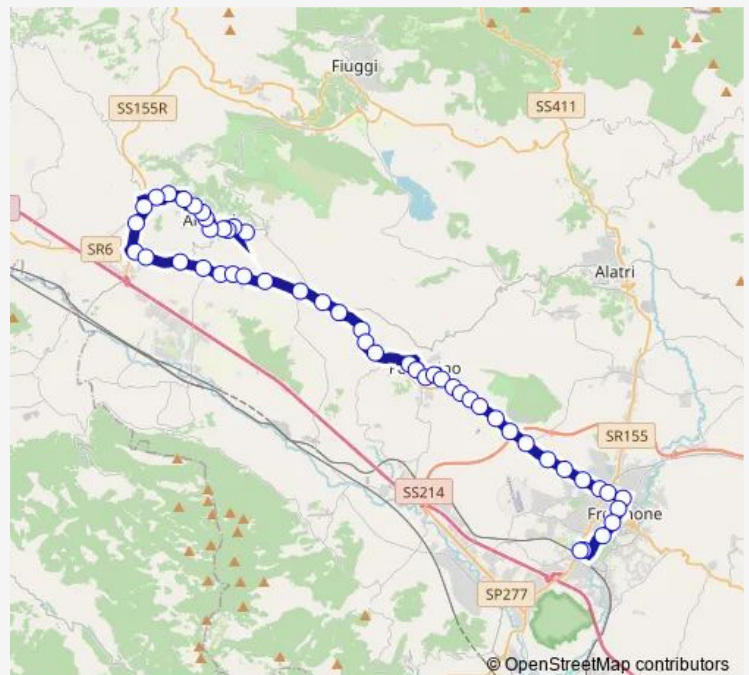 Fiuggi
SS155R
SS411
SR6
Alatri
SR155
SS214
SP277
© OpenStreetMap contributors